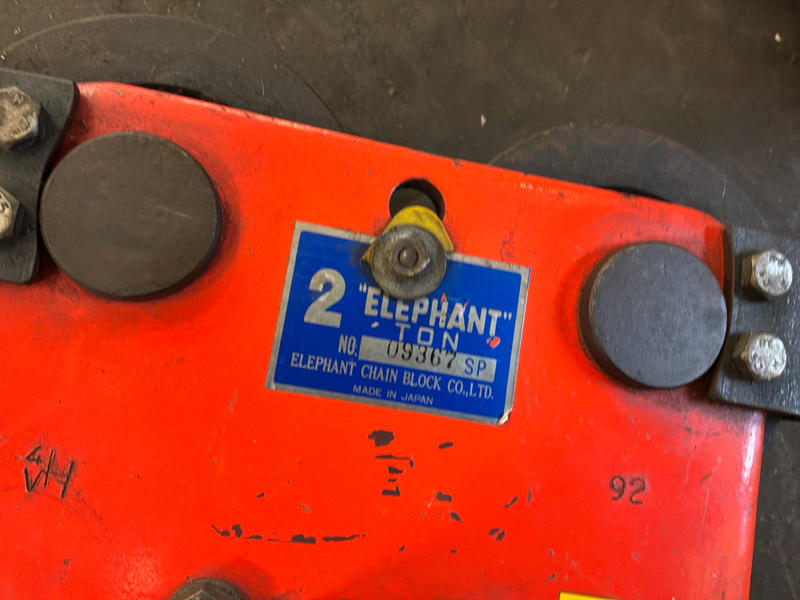 2 "ELEPHANT"
TON
NO. 09367 SP
ELEPHANT CHAIN BLOCK CO.,LTD.
MADE IN JAPAN
92